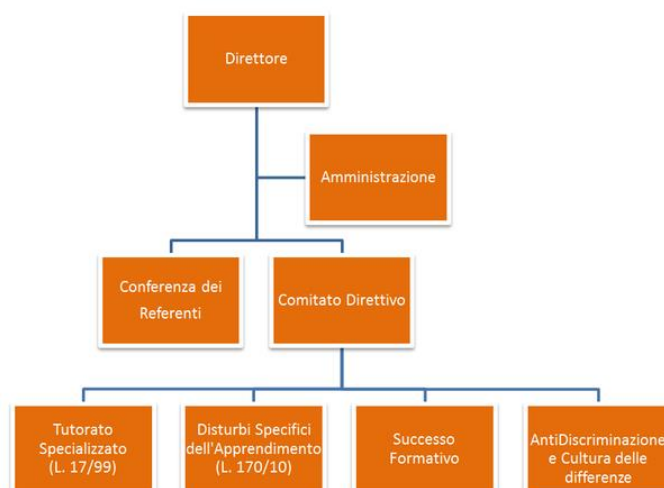 Direttore
Amministrazione
Conferenza dei
Referenti
Comitato Direttivo
Tutorato
Specializzato
(L. 17/99)
Disturbi Specifici
dell'Apprendimento
(L. 170/10)
Successo
Formativo
AntiDiscriminazione
e Cultura delle
differenze